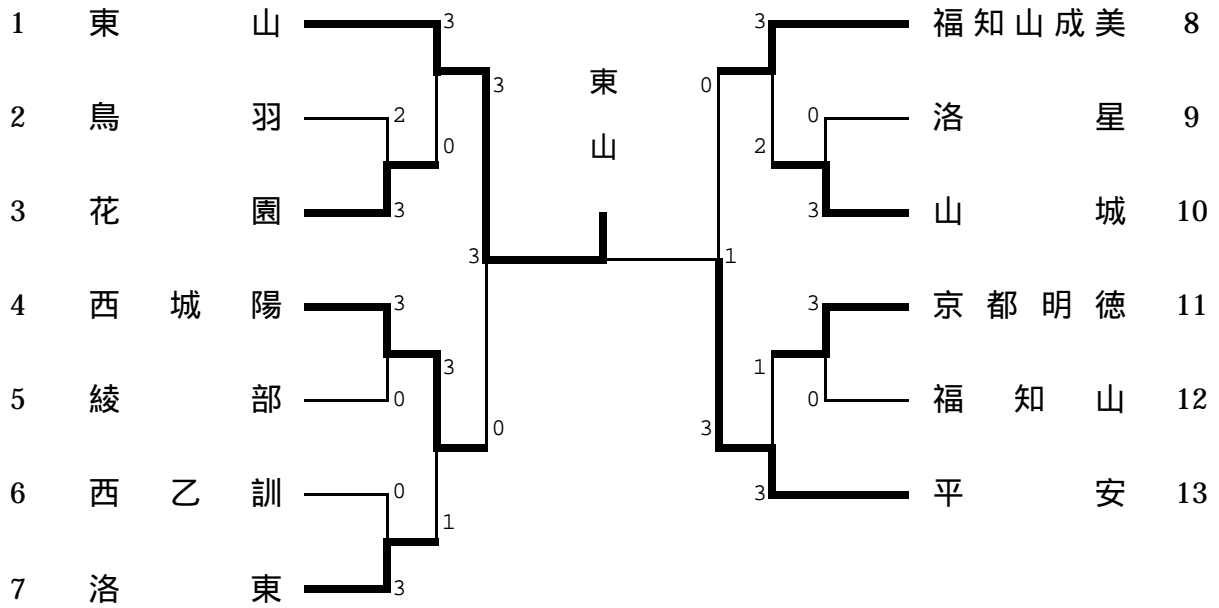 1 東山 3 3 福知山成美 8
3 東 0
2 鳥羽 2 0 洛星 9
0 山 2
3 花園 3 3 山城 10
3 1
4 西城陽 3 3 京都明徳 11
3 1
5 綾部 0 0 福知山 12
0 3
6 西乙訓 0 3 平安 13
1
7 洛東 3